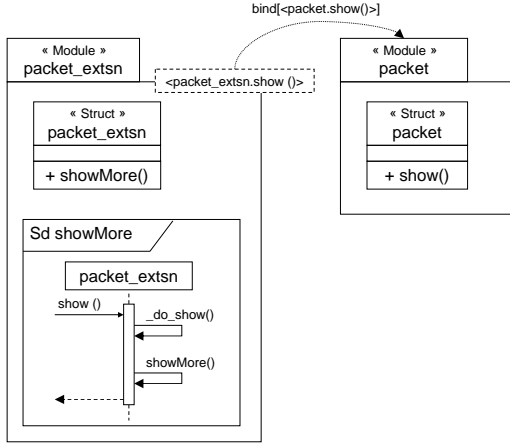 bind[<packet.show()>]
« Module »
packet_extsn
<packet_extsn.show ()>
« Module »
packet
« Struct »
packet_extsn
+ showMore()
« Struct »
packet
+ show()
Sd showMore
packet_extsn
show ()
_do_show()
showMore()